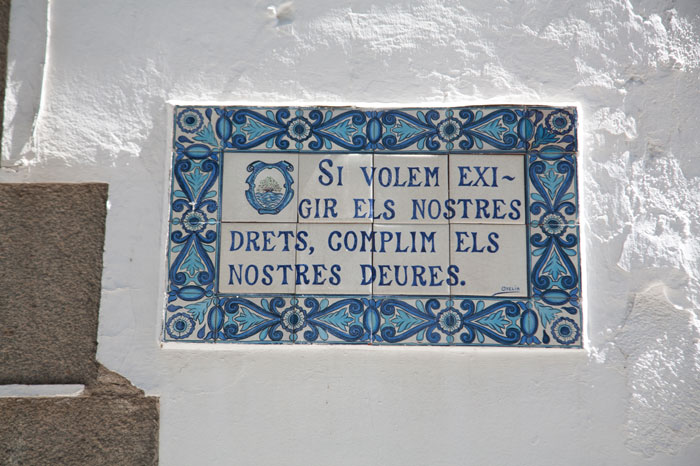 SI VOLEM EXI-
GIR ELS NOSTRES
DRETS, COMPLIM ELS
NOSTRES DEURES.